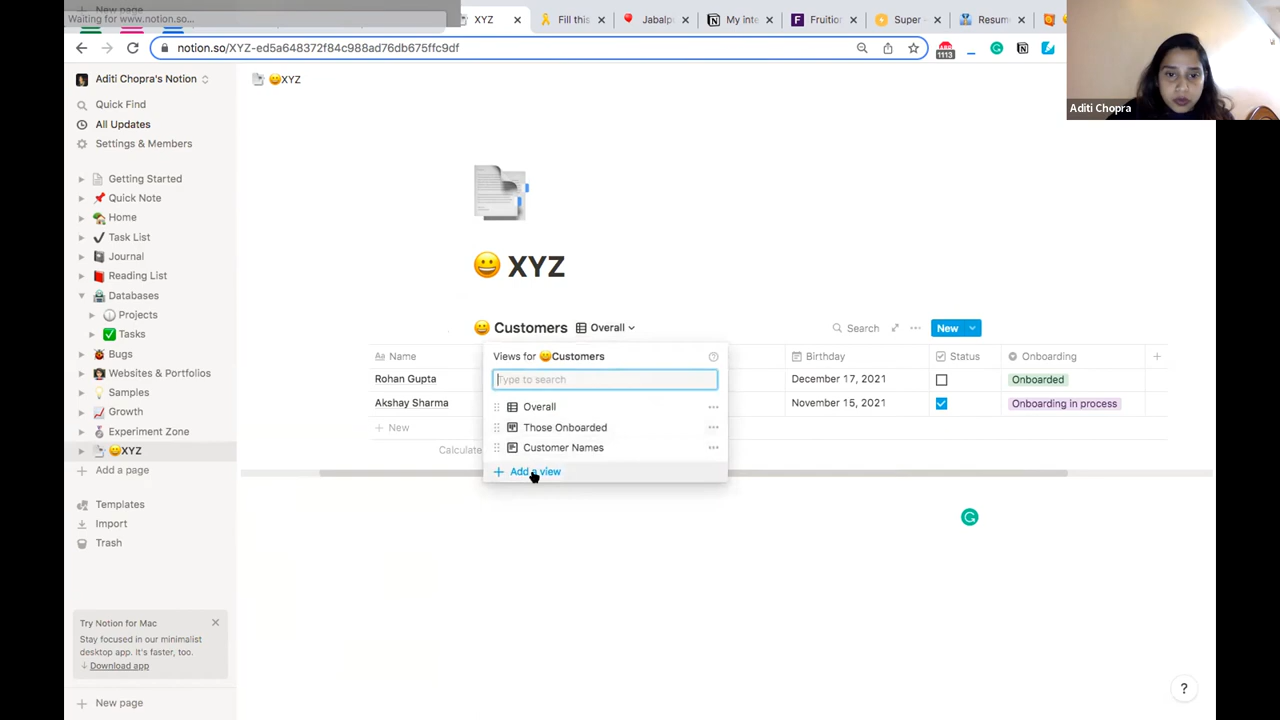 New page
Waiting for www.notion.so...
XYZ
Fill this
Jabalp
My inte
Fruition
Super -
Resum
notion.so/XYZ-ed5a648372f84c988ad76db675ffc9df
1113
Aditi Chopra
Aditi Chopra's Notion
😀XYZ
Quick Find
All Updates
Settings & Members
Getting Started
Quick Note
Home
Task List
Journal
Reading List
Databases
Projects
Tasks
Bugs
Websites & Portfolios
Samples
Growth
Experiment Zone
😀XYZ
Add a page
Templates
Import
Trash
Try Notion for Mac
Stay focused in our minimalist
desktop app. it's faster, too.
↓ Download app
New page
😀 XYZ
😀 Customers Overall
Search
New
Aa Name
Birthday
Status
Onboarding
Rohan Gupta
December 17, 2021
Onboarded
Akshay Sharma
November 15, 2021
Onboarding in process
+ New
Calculate
Views for 😀Customers
Type to search
Overall
Those Onboarded
Customer Names
+ Add a view
?